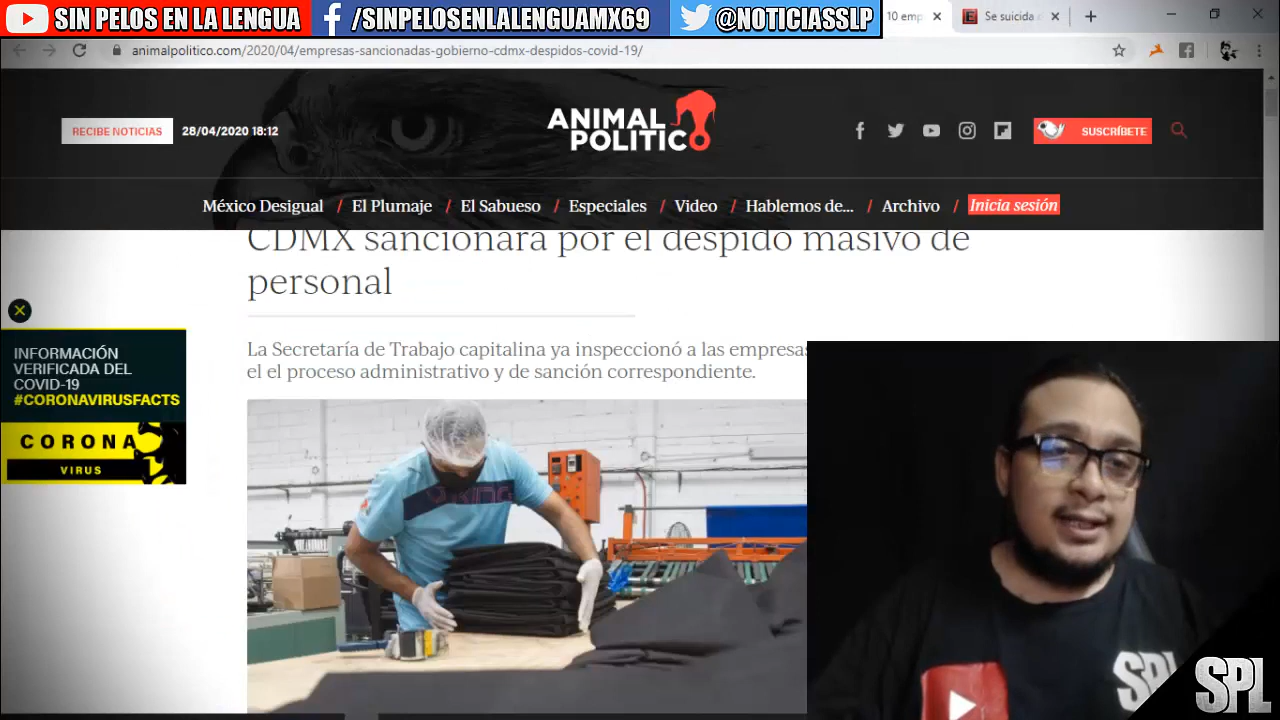 SIN PELOS EN LA LENGUA
/SINPELOSENLALENGUAMX69
@NOTICIASSLP
10 emp
Se suicida d
animalpolitico.com/2020/04/empresas-sancionadas-gobierno-cdmx-despidos-covid-19/
RECIBE NOTICIAS
28/04/2020 18:12
ANIMAL
POLITICO
SUSCRÍBETE
México Desigual / El Plumaje / El Sabueso / Especiales / Video / Hablemos de... / Archivo / Inicia sesión
CDMX sancionará por el despido masivo de
personal
La Secretaría de Trabajo capitalina ya inspeccionó a las empresas
el el proceso administrativo y de sanción correspondiente.
INFORMACIÓN
VERIFICADA DEL
COVID-19
#CORONAVIRUSFACTS
CORONA
VIRUS
SPL
SPL